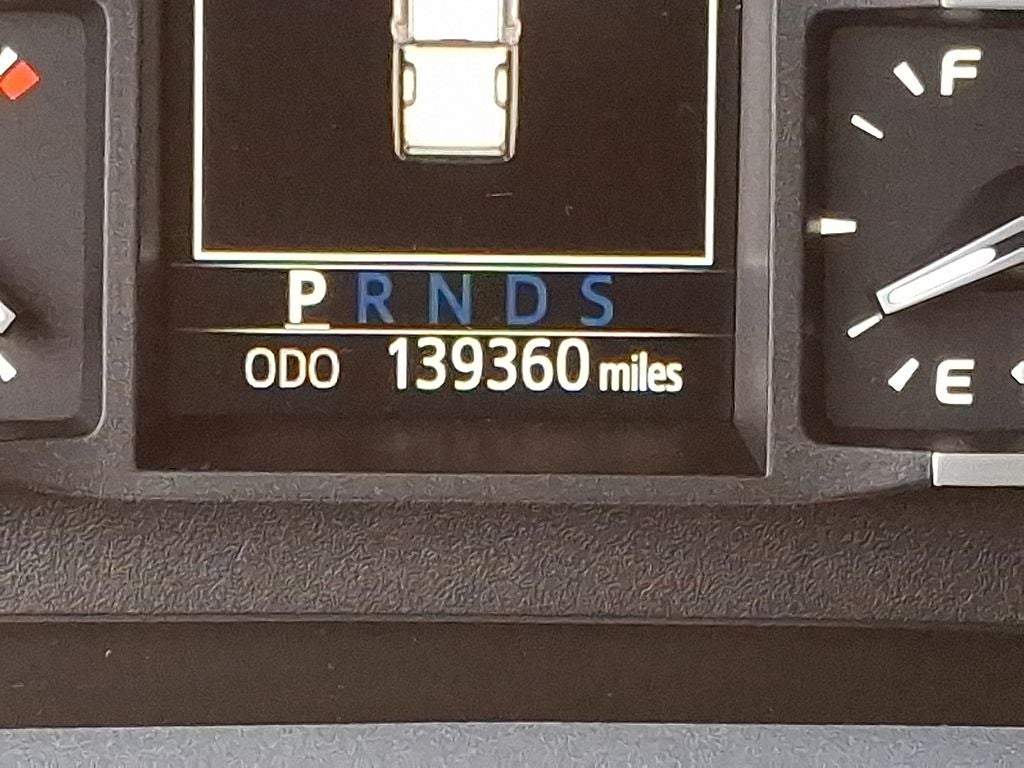 F
P R N D S
ODO 139360 miles
E